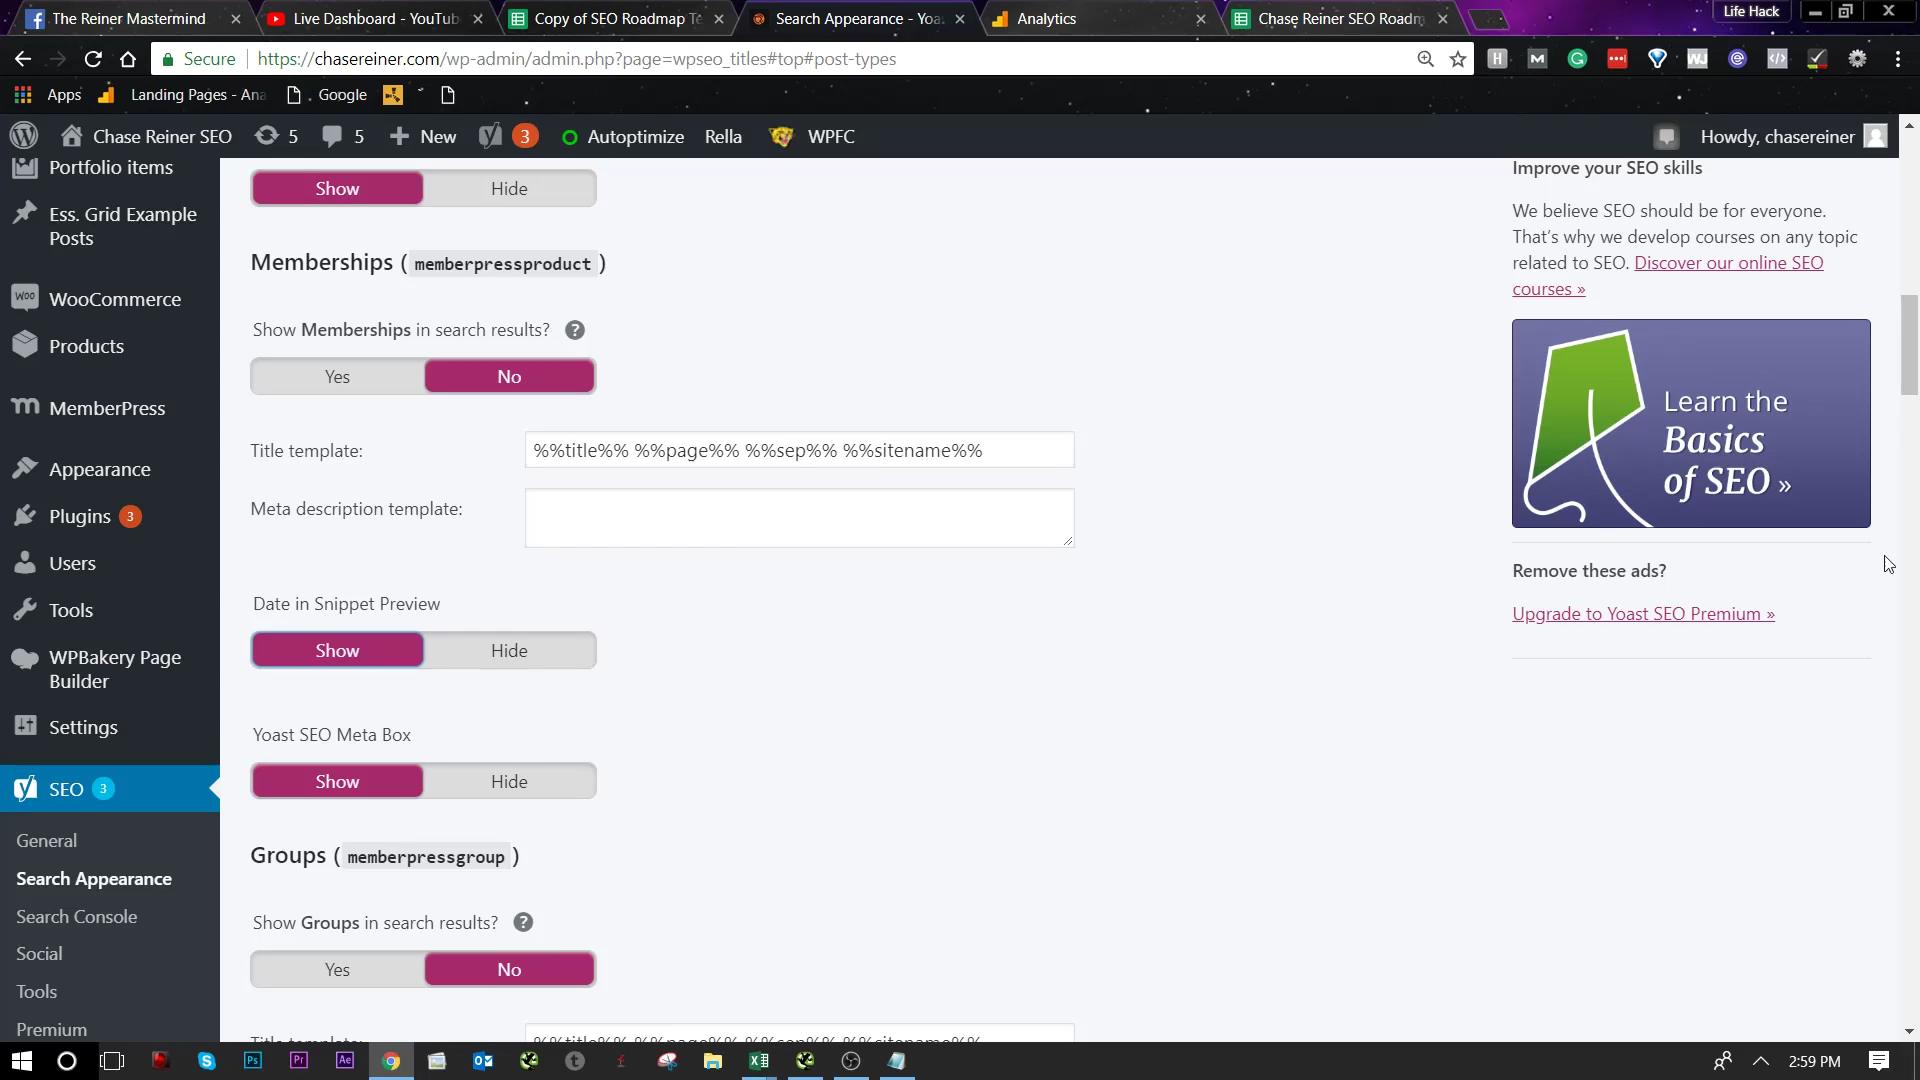 The Reiner Mastermind
Live Dashboard - YouTub
Copy of SEO Roadmap Te
Search Appearance - Yoa
Analytics
Chase Reiner SEO Roadm
Life Hack
Secure
https://chasereiner.com/wp-admin/admin.php?page=wpseo_titles#top#post-types
Apps
Landing Pages - Ana
Google
Chase Reiner SEO
5
5
New
3
Autoptimize
Rella
WPFC
Howdy, chasereiner
Portfolio items
Ess. Grid Example
Posts
WooCommerce
Products
MemberPress
Appearance
Plugins 3
Users
Tools
WPBakery Page
Builder
Settings
SEO 3
General
Search Appearance
Search Console
Social
Tools
Premium
Show Hide
Memberships ( memberpressproduct )
Show Memberships in search results? ?
Yes No
Title template: %%title%% %%page%% %%sep%% %%sitename%%
Meta description template:
Date in Snippet Preview
Show Hide
Yoast SEO Meta Box
Show Hide
Groups ( memberpressgroup )
Show Groups in search results? ?
Yes No
Title template: %%title%% %%page%% %%sep%% %%sitename%%
Improve your SEO skills
We believe SEO should be for everyone.
That's why we develop courses on any topic
related to SEO. Discover our online SEO
courses »
Learn the
Basics
of SEO »
Remove these ads?
Upgrade to Yoast SEO Premium »
2:59 PM